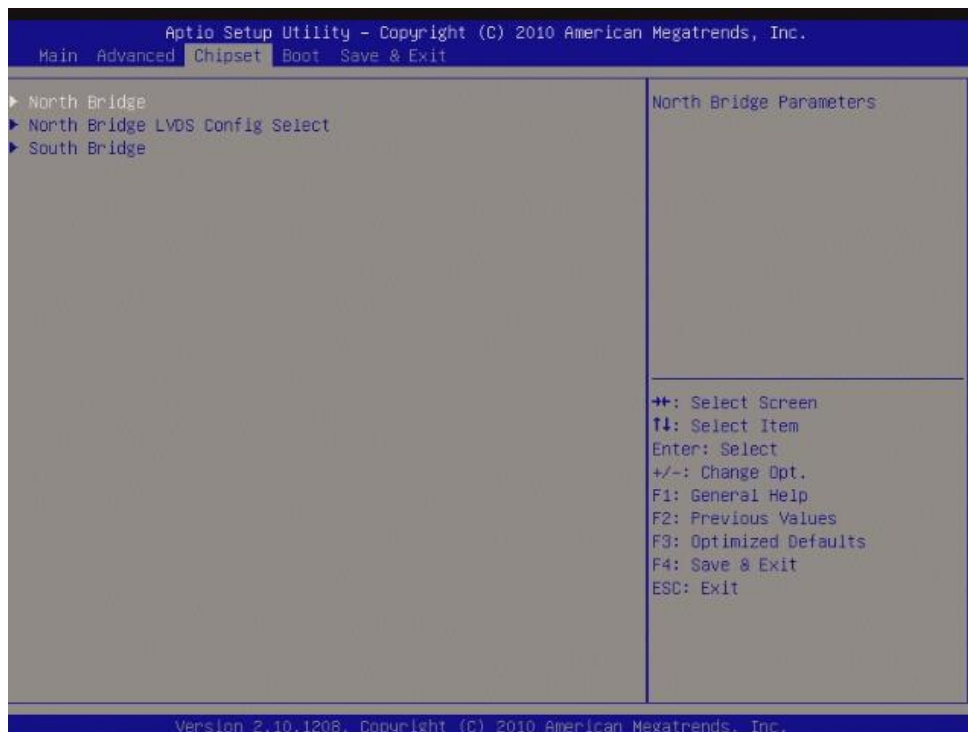 Aptio Setup Utility – Copyright (C) 2010 American Megatrends, Inc.
Main Advanced Chipset Boot Save & Exit
▶ North Bridge
▶ North Bridge LVDS Config Select
▶ South Bridge
North Bridge Parameters
→←: Select Screen
↑↓: Select Item
Enter: Select
+/-: Change Opt.
F1: General Help
F2: Previous Values
F3: Optimized Defaults
F4: Save & Exit
ESC: Exit
Version 2.10.1208. Copyright (C) 2010 American Megatrends, Inc.